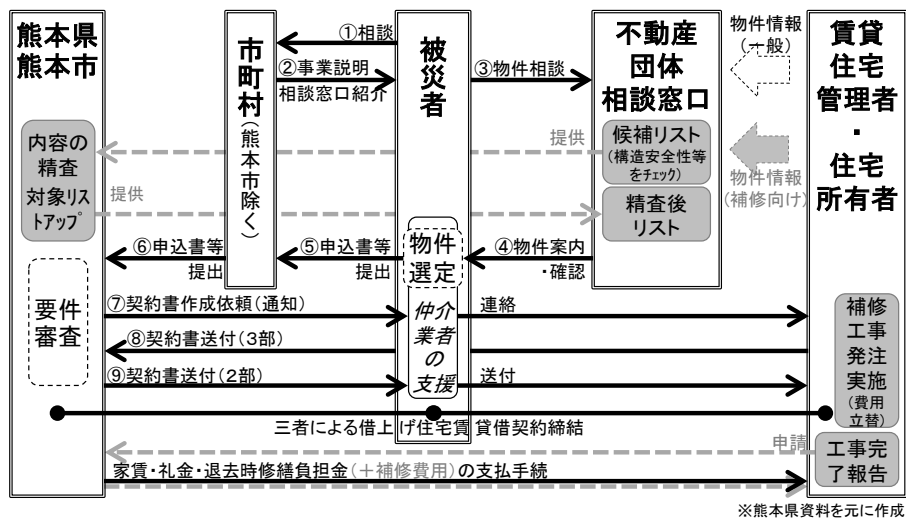 熊本県
熊本市
内容の
精査
対象リス
トアップ
要件
審査
市町村(熊本市除く)
被災者
物件
選定
仲介
業者
の
支援
不動産
団体
相談窓口
候補リスト
(構造安全性等
をチェック)
精査後
リスト
賃貸
住宅
管理者
・
住宅
所有者
物件情報
(一般)
物件情報
(補修向け)
補修
工事
発注
実施
(費用
立替)
工事完
了報告
①相談
②事業説明
相談窓口紹介
③物件相談
提供
提供
④物件案内
・確認
⑤申込書等
提出
⑥申込書等
提出
⑦契約書作成依頼(通知)
連絡
⑧契約書送付(3部)
⑨契約書送付(2部)
送付
三者による借上げ住宅賃貸借契約締結
申請
家賃・礼金・退去時修繕負担金(+補修費用)の支払手続
※熊本県資料を元に作成